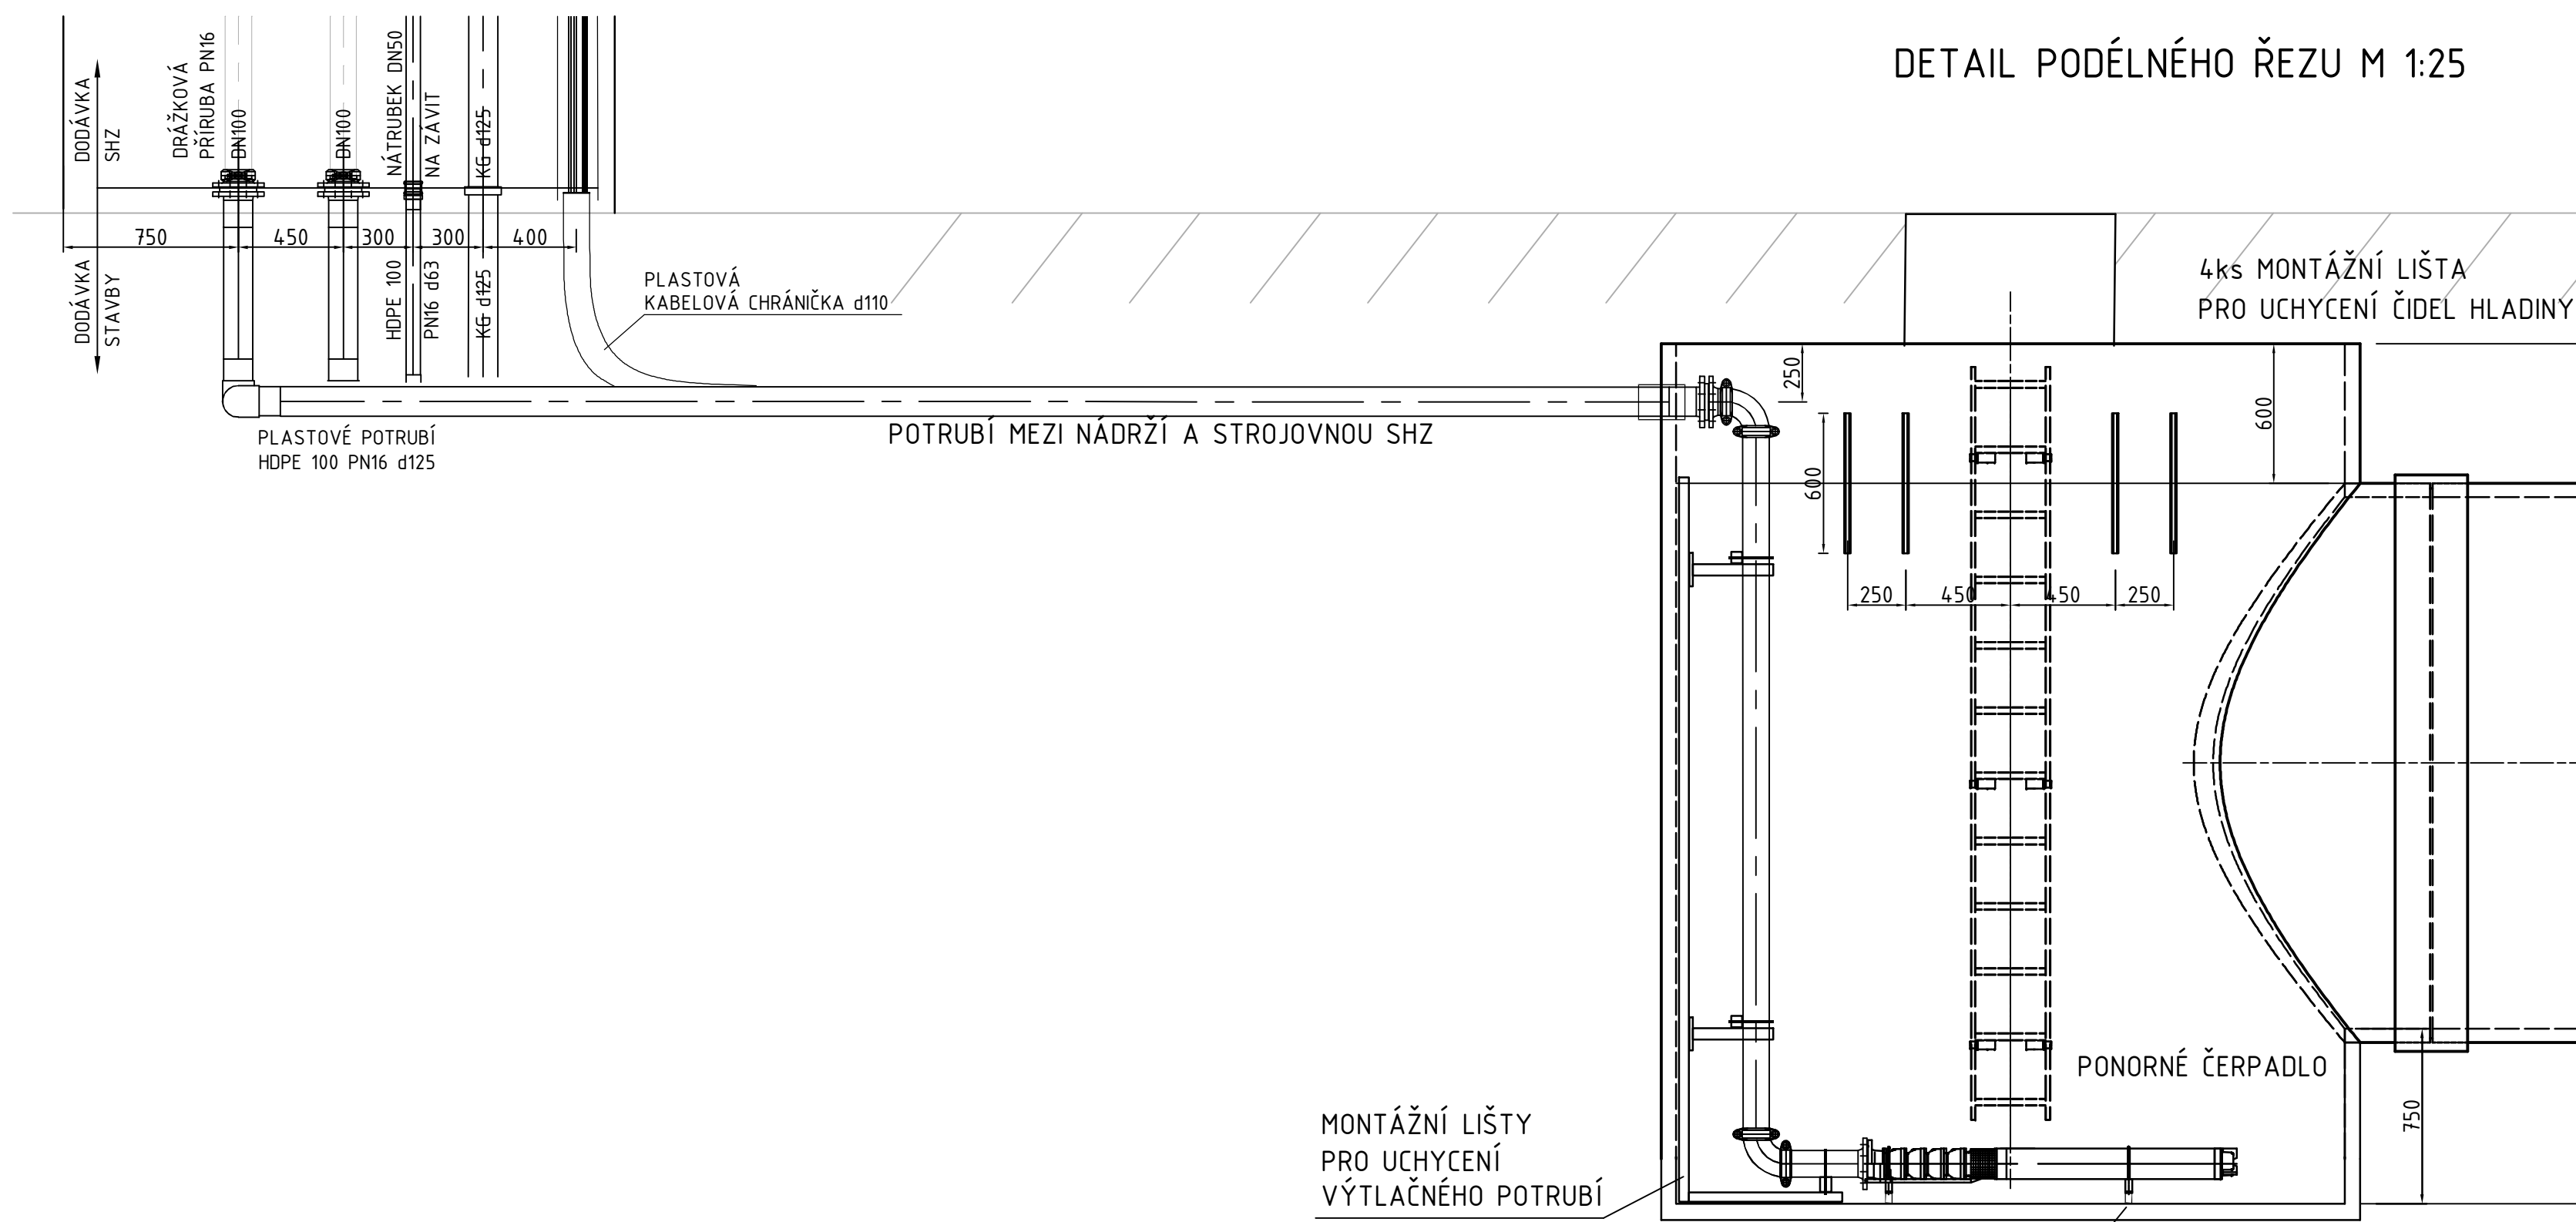 DETAIL PODÉLNÉHO ŘEZU M 1:25
DODÁVKA
SHZ
DRÁŽKOVÁ
PŘÍRUBA PN16
DN100
DN100
NÁTRUBEK DN50
NA ZÁVIT
KG d125
750
450
300
300
400
DODÁVKA
STAVBY
HDPE 100
PN16 d63
KG d125
PLASTOVÁ
KABELOVÁ CHRÁNIČKA d110
4ks MONTÁŽNÍ LIŠTA
PRO UCHYCENÍ ČIDEL HLADINY
250
600
PLASTOVÉ POTRUBÍ
HDPE 100 PN16 d125
POTRUBÍ MEZI NÁDRŽÍ A STROJOVNOU SHZ
600
250
450
450
250
PONORNÉ ČERPADLO
750
MONTÁŽNÍ LIŠTY
PRO UCHYCENÍ
VÝTLAČNÉHO POTRUBÍ